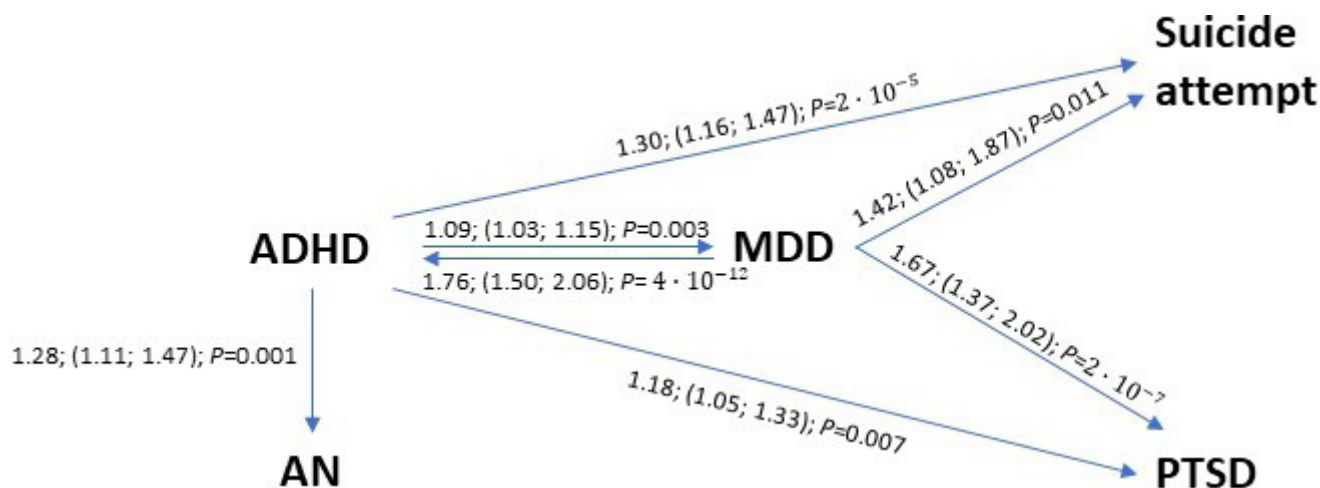 Suicide
attempt
1.30; (1.16; 1.47); P=2 · 10⁻⁵
1.42; (1.08; 1.87); P=0.011
ADHD
1.09; (1.03; 1.15); P=0.003
MDD
1.76; (1.50; 2.06); P= 4 · 10⁻¹²
1.67; (1.37; 2.02); P=2 · 10⁻⁷
1.28; (1.11; 1.47); P=0.001
1.18; (1.05; 1.33); P=0.007
AN
PTSD